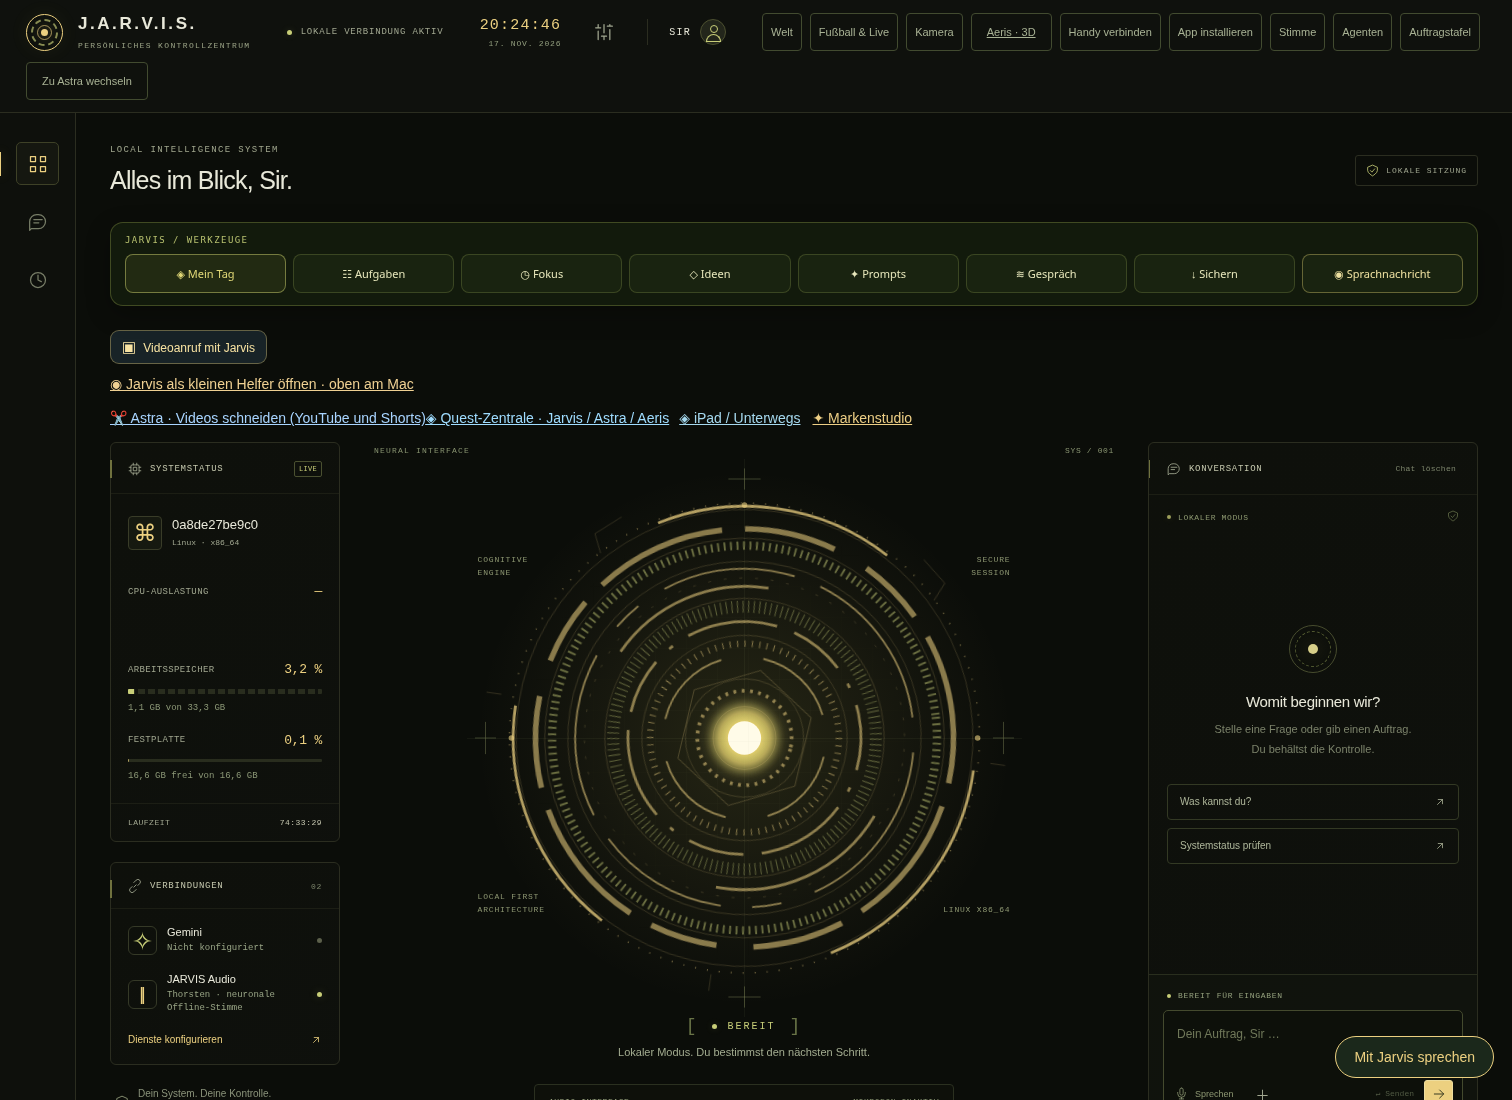 J.A.R.V.I.S.
PERSÖNLICHES KONTROLLZENTRUM
LOKALE VERBINDUNG AKTIV
20:24:46
17. NOV. 2026
SIR
Welt
Fußball & Live
Kamera
Aeris · 3D
Handy verbinden
App installieren
Stimme
Agenten
Auftragstafel
Zu Astra wechseln
LOCAL INTELLIGENCE SYSTEM
Alles im Blick, Sir.
LOKALE SITZUNG
JARVIS / WERKZEUGE
◈ Mein Tag
☷ Aufgaben
◷ Fokus
◇ Ideen
✦ Prompts
≋ Gespräch
↓ Sichern
◉ Sprachnachricht
▣ Videoanruf mit Jarvis
◉ Jarvis als kleinen Helfer öffnen · oben am Mac
✂️ Astra · Videos schneiden (YouTube und Shorts)◈ Quest-Zentrale · Jarvis / Astra / Aeris ◈ iPad / Unterwegs ✦ Markenstudio
SYSTEMSTATUS
LIVE
⌘
0a8de27be9c0
Linux · x86_64
CPU-AUSLASTUNG
—
ARBEITSSPEICHER
3,2 %
1,1 GB von 33,3 GB
FESTPLATTE
0,1 %
16,6 GB frei von 16,6 GB
LAUFZEIT
74:33:29
VERBINDUNGEN
02
Gemini
Nicht konfiguriert
JARVIS Audio
Thorsten · neuronale
Offline-Stimme
Dienste konfigurieren
Dein System. Deine Kontrolle.
NEURAL INTERFACE
SYS / 001
COGNITIVE
ENGINE
SECURE
SESSION
LOCAL FIRST
ARCHITECTURE
LINUX X86_64
[ BEREIT ]
Lokaler Modus. Du bestimmst den nächsten Schritt.
KONVERSATION
Chat löschen
LOKALER MODUS
Womit beginnen wir?
Stelle eine Frage oder gib einen Auftrag.
Du behältst die Kontrolle.
Was kannst du?
Systemstatus prüfen
BEREIT FÜR EINGABEN
Dein Auftrag, Sir …
Mit Jarvis sprechen
Sprechen
↵ Senden